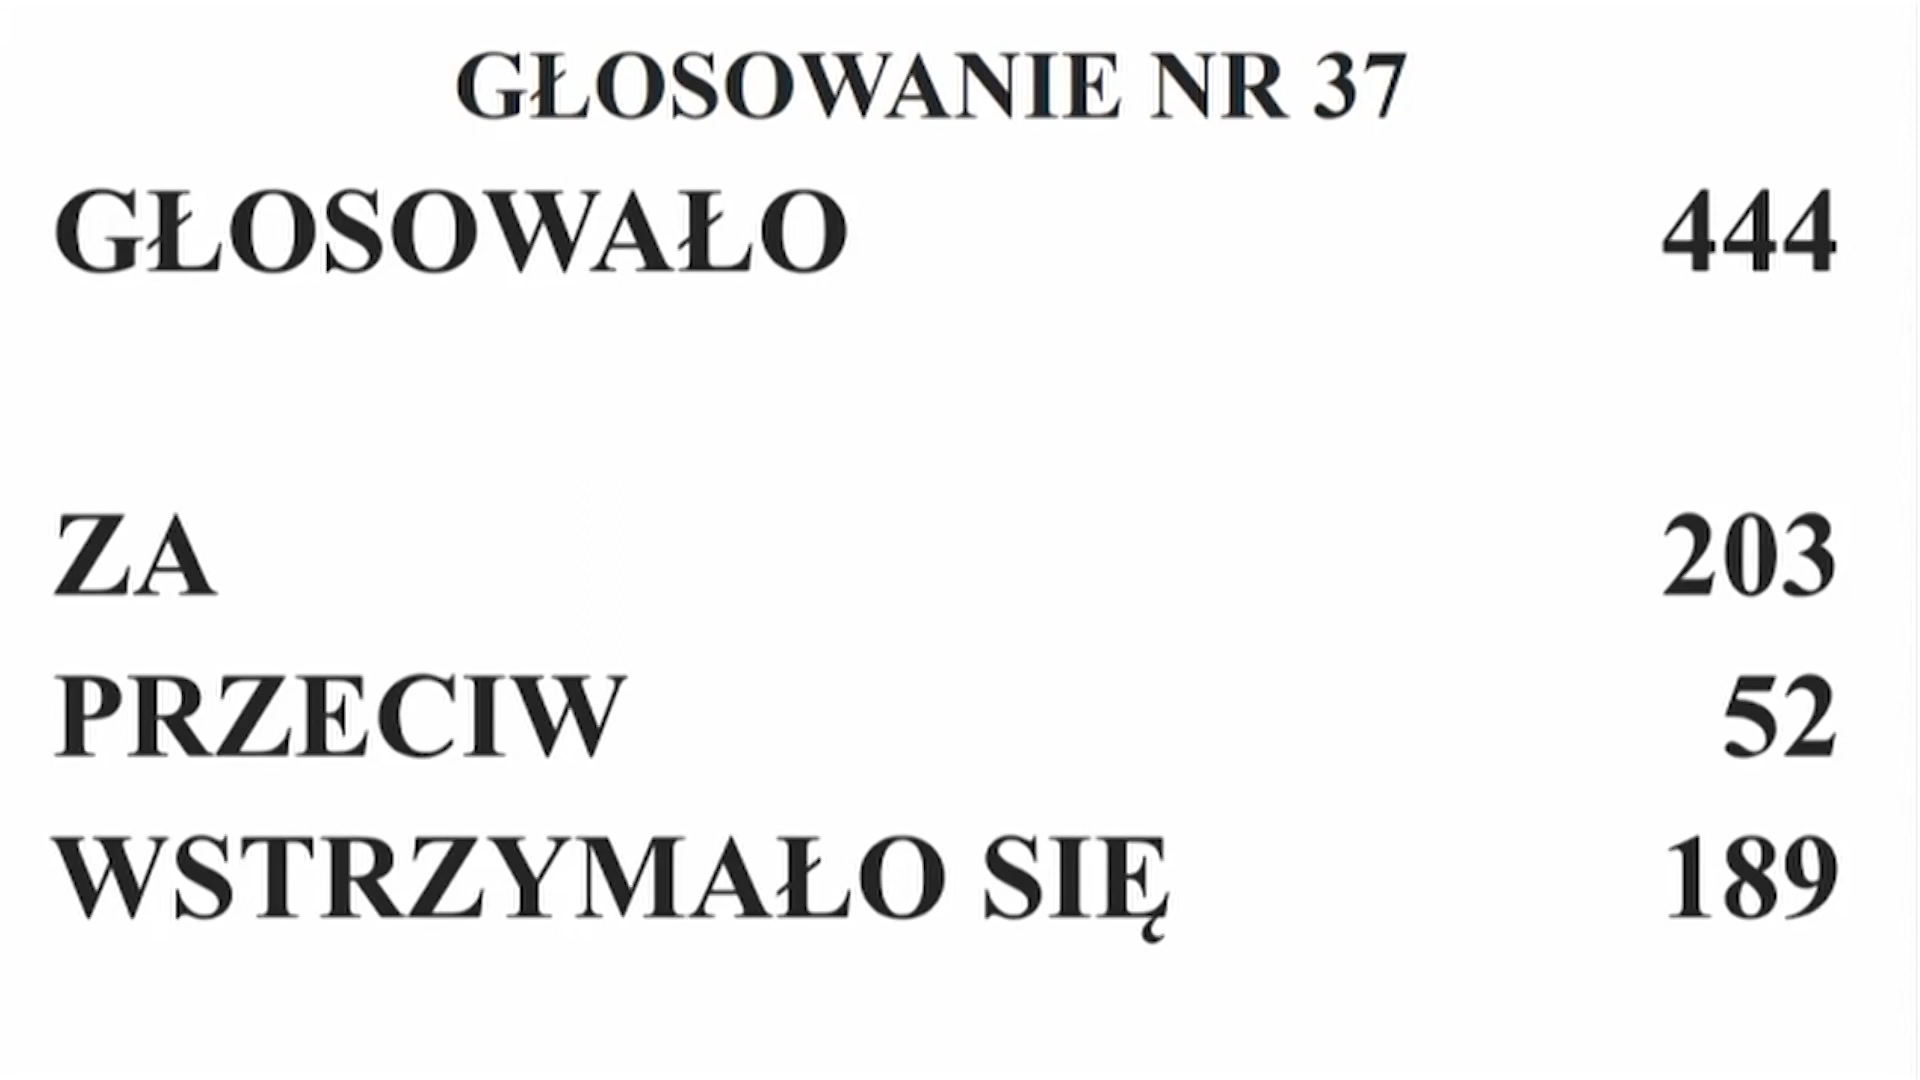 GŁOSOWANIE NR 37
GŁOSOWAŁO 444
ZA 203
PRZECIW 52
WSTRZYMAŁO SIĘ 189